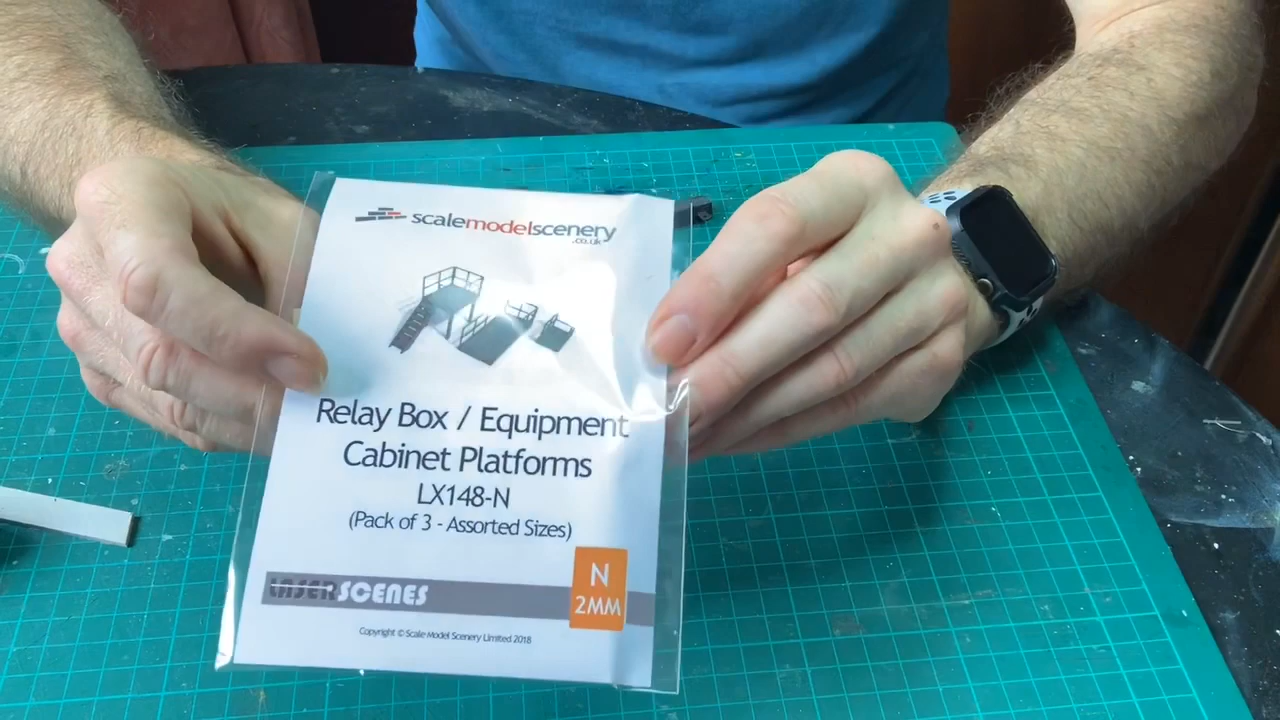 scalemodelscenery
.co.uk
Relay Box / Equipment
Cabinet Platforms
LX148-N
(Pack of 3 - Assorted Sizes)
N
2MM
LASERSCENES
Copyright © Scale Model Scenery Limited 2018